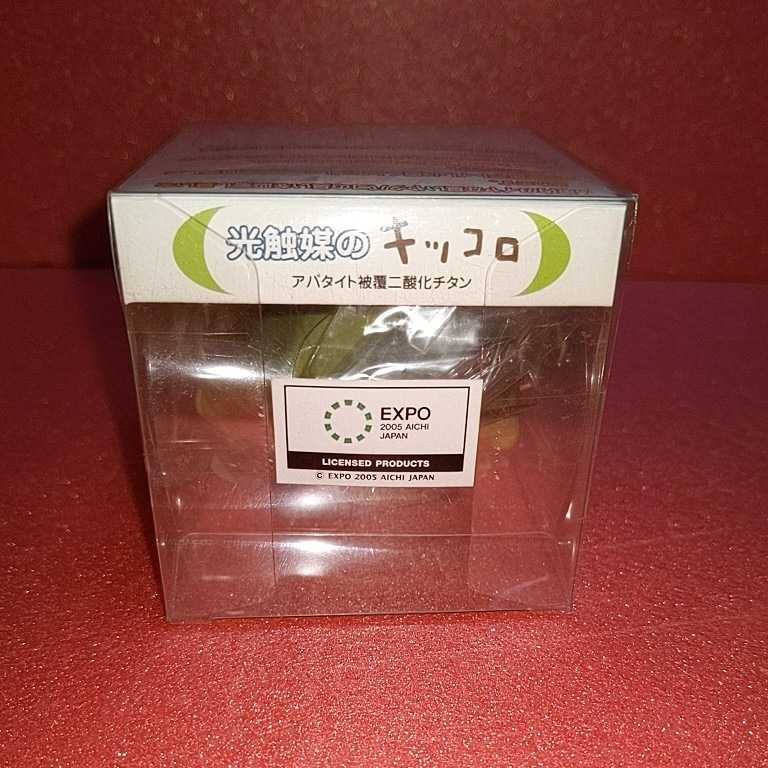 光触媒の キッコロ
アパタイト被覆二酸化チタン
EXPO
2005 AICHI
JAPAN
LICENSED PRODUCTS
© EXPO 2005 AICHI JAPAN